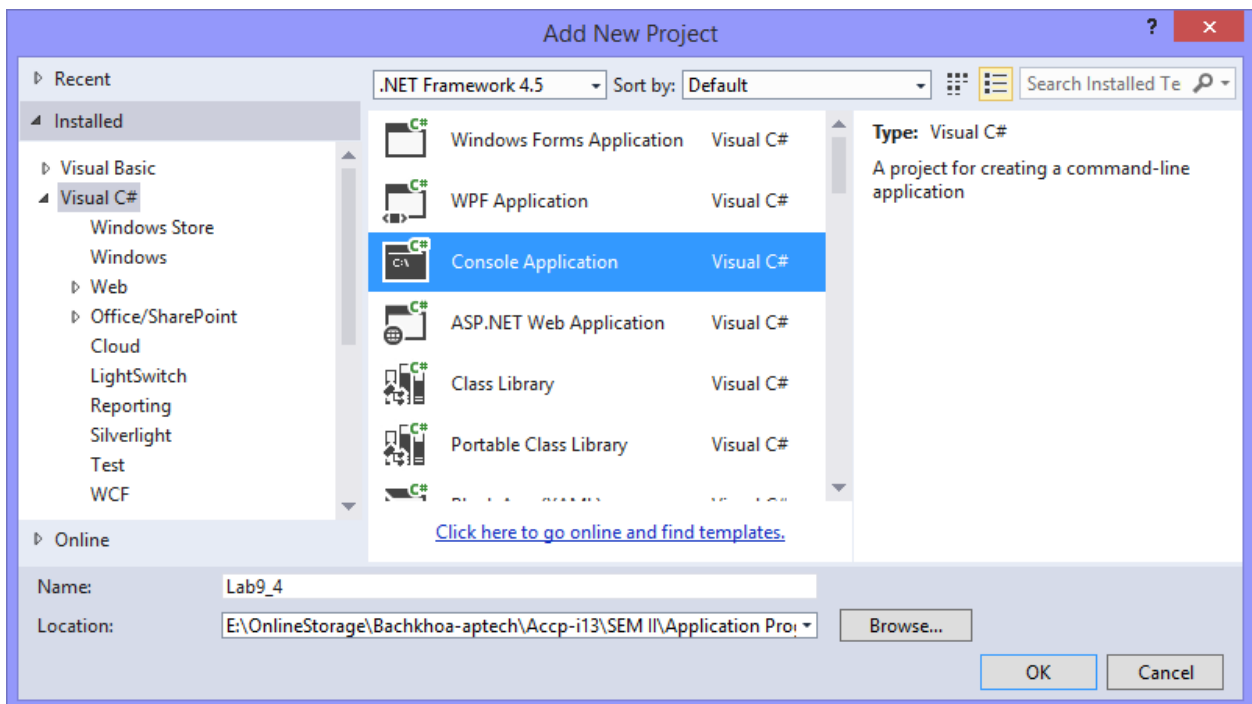 Add New Project
?
Recent
Installed
Visual Basic
Visual C#
Windows Store
Windows
Web
Office/SharePoint
Cloud
LightSwitch
Reporting
Silverlight
Test
WCF
Online
.NET Framework 4.5
Sort by: Default
Search Installed Te
Windows Forms Application Visual C#
WPF Application Visual C#
Console Application Visual C#
ASP.NET Web Application Visual C#
Class Library Visual C#
Portable Class Library Visual C#
Click here to go online and find templates.
Type: Visual C#
A project for creating a command-line
application
Name: Lab9_4
Location: E:\OnlineStorage\Bachkhoa-aptech\Accp-i13\SEM II\Application
Browse...
OK Cancel